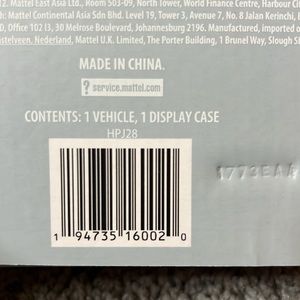 12. Mattel East Asia Ltd., Room 503-09, North Tower, World Finance Centre, Harbour Cit
h: Mattel Continental Asia Sdn Bhd. Level 19, Tower 3, Avenue 7, No. 8 Jalan Kerinchi, B
D, Office 102 I3, 30 Melrose Boulevard, Johannesburg 2196. Manufactured, imported or
stelveen, Nederland. Mattel U.K. Limited, The Porter Building, 1 Brunel Way, Slough S
MADE IN CHINA.
? service.mattel.com
CONTENTS: 1 VEHICLE, 1 DISPLAY CASE
HPJ28
1773EAA
1 94735 16002 0